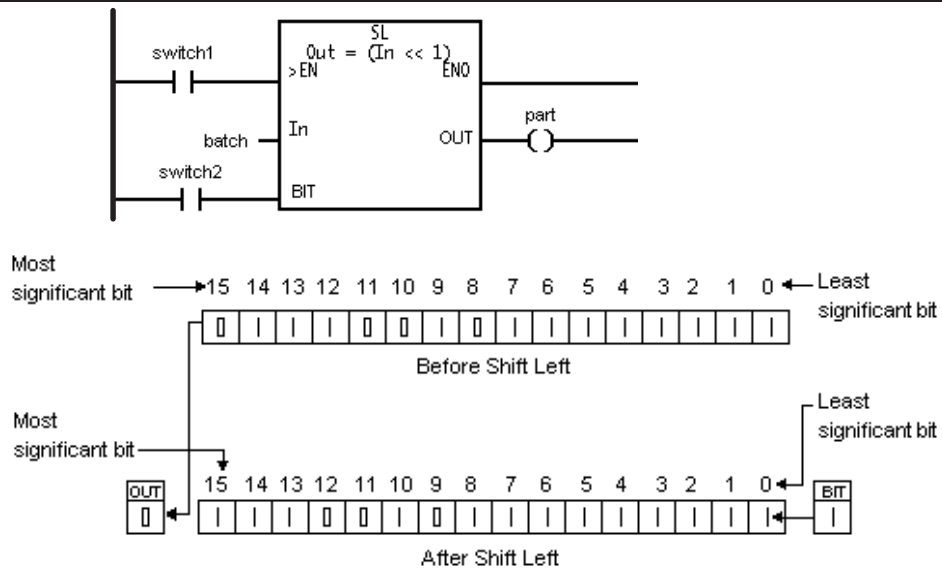 SL
Out = (In << 1)
switch1
>EN
ENO
part
In
OUT
batch
switch2
BIT
Most
significant bit
15 14 13 12 11 10 9 8 7 6 5 4 3 2 1 0
Least
significant bit
0 1 1 1 0 0 1 0 1 1 1 1 1 1 1 1
Before Shift Left
Most
significant bit
Least
significant bit
15 14 13 12 11 10 9 8 7 6 5 4 3 2 1 0
OUT
BIT
0
1 1 1 0 0 1 0 1 1 1 1 1 1 1 1 1
1
After Shift Left